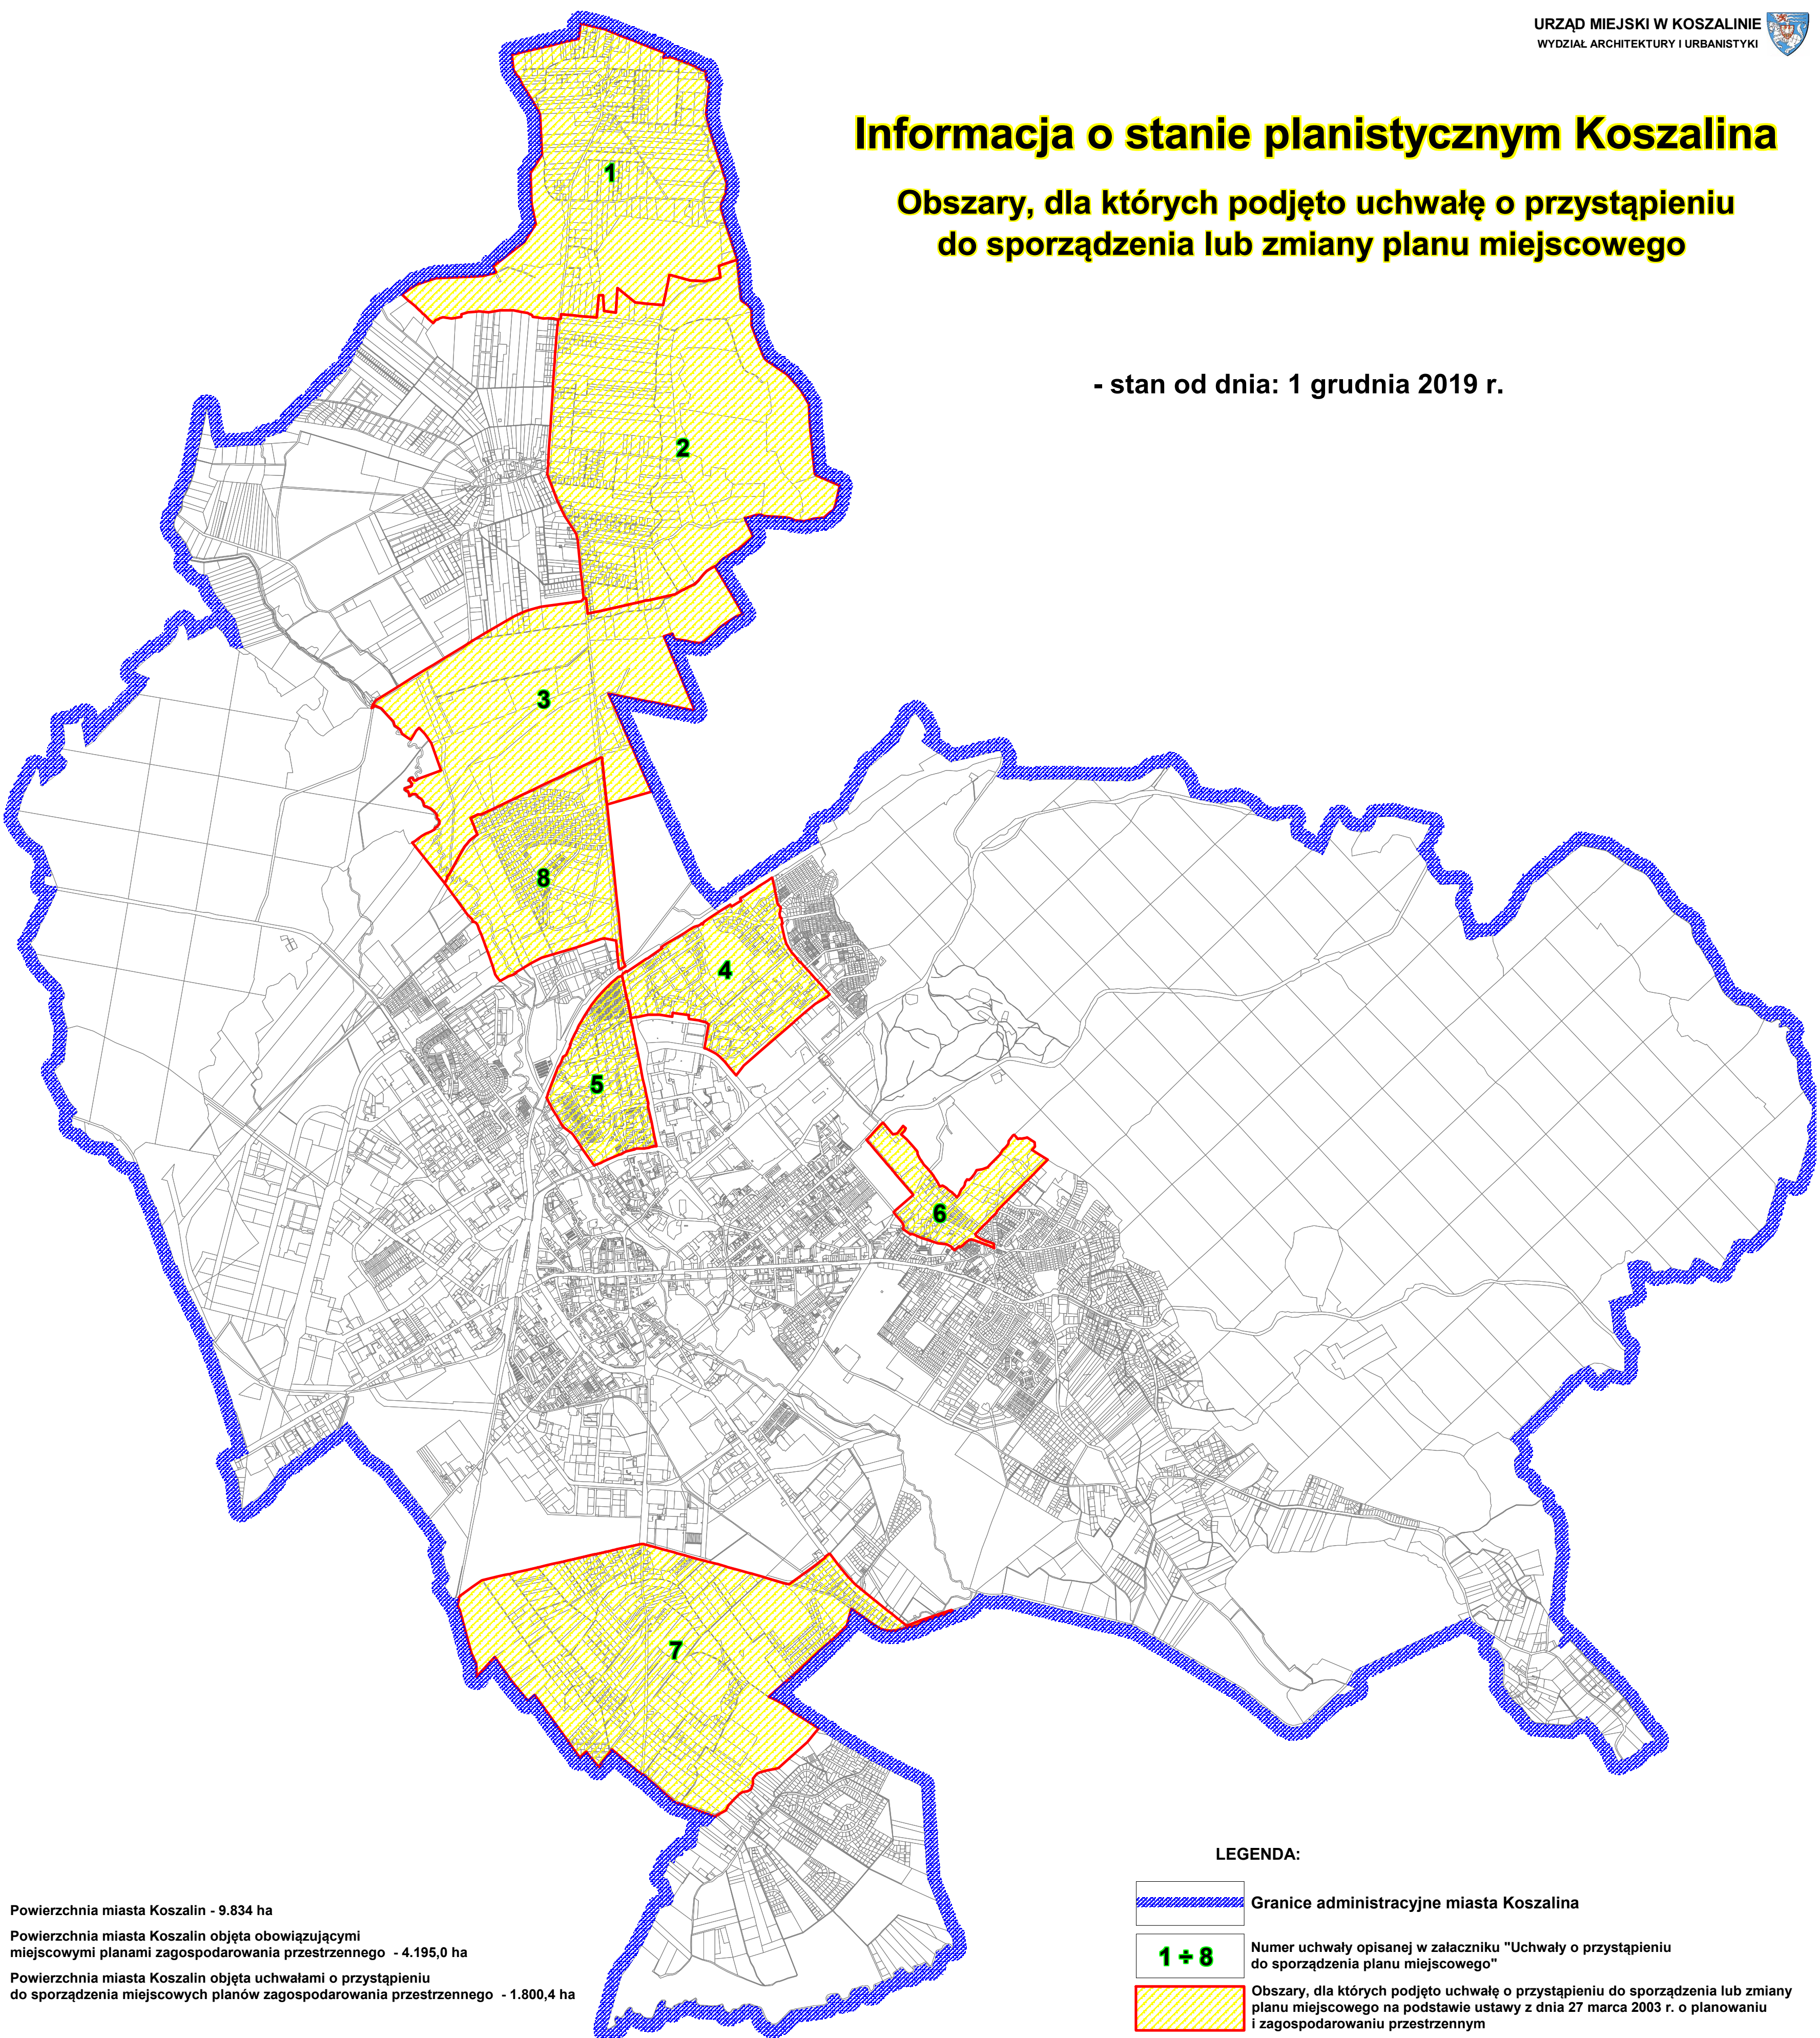 URZĄD MIEJSKI W KOSZALINIE
WYDZIAŁ ARCHITEKTURY I URBANISTYKI
Informacja o stanie planistycznym Koszalina
Obszary, dla których podjęto uchwałę o przystąpieniu
do sporządzenia lub zmiany planu miejscowego
- stan od dnia: 1 grudnia 2019 r.
1
2
3
8
4
5
6
7
Powierzchnia miasta Koszalin - 9.834 ha
Powierzchnia miasta Koszalin objęta obowiązującymi
miejscowymi planami zagospodarowania przestrzennego - 4.195,0 ha
Powierzchnia miasta Koszalin objęta uchwałami o przystąpieniu
do sporządzenia miejscowych planów zagospodarowania przestrzennego - 1.800,4 ha
LEGENDA:
Granice administracyjne miasta Koszalina
1 ÷ 8
Numer uchwały opisanej w załaczniku "Uchwały o przystąpieniu
do sporządzenia planu miejscowego"
Obszary, dla których podjęto uchwałę o przystąpieniu do sporządzenia lub zmiany
planu miejscowego na podstawie ustawy z dnia 27 marca 2003 r. o planowaniu
i zagospodarowaniu przestrzennym